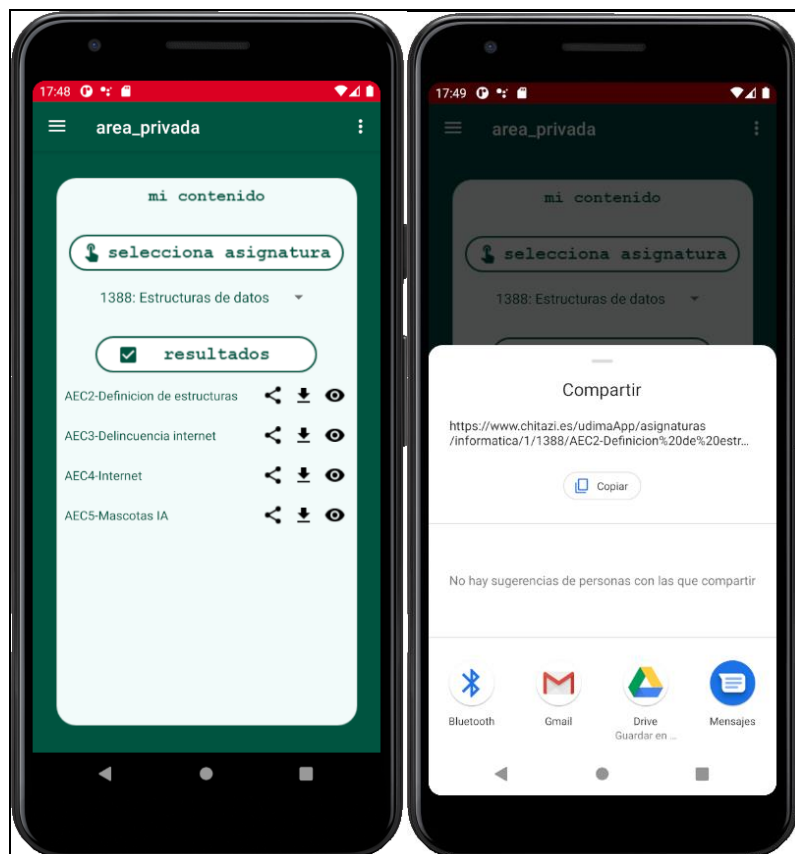 17:48
area_privada
mi contenido
selecciona asignatura
1388: Estructuras de datos
resultados
AEC2-Definicion de estructuras
AEC3-Delincuencia internet
AEC4-Internet
AEC5-Mascotas IA
17:49
area_privada
mi contenido
selecciona asignatura
1388: Estructuras de datos
Compartir
https://www.chitazi.es/udimaApp/asignaturas
/informatica/1/1388/AEC2-Definicion%20de%20estr...
Copiar
No hay sugerencias de personas con las que compartir
Bluetooth
Gmail
Drive
Guardar en ...
Mensajes